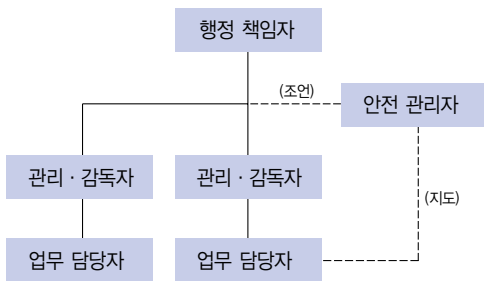 행정 책임자
(조언)
안전 관리자
관리 · 감독자
관리 · 감독자
(지도)
업무 담당자
업무 담당자